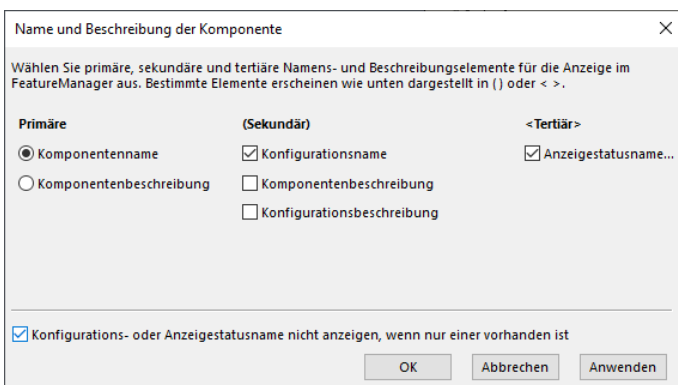 Name und Beschreibung der Komponente
Wählen Sie primäre, sekundäre und tertiäre Namens- und Beschreibungselemente für die Anzeige im
FeatureManager aus. Bestimmte Elemente erscheinen wie unten dargestellt in ( ) oder < >.
Primäre (Sekundär) <Tertiär>
Komponentenname Konfigurationsname Anzeigestatusname...
Komponentenbeschreibung Komponentenbeschreibung
Konfigurationsbeschreibung
Konfigurations- oder Anzeigestatusname nicht anzeigen, wenn nur einer vorhanden ist
OK Abbrechen Anwenden